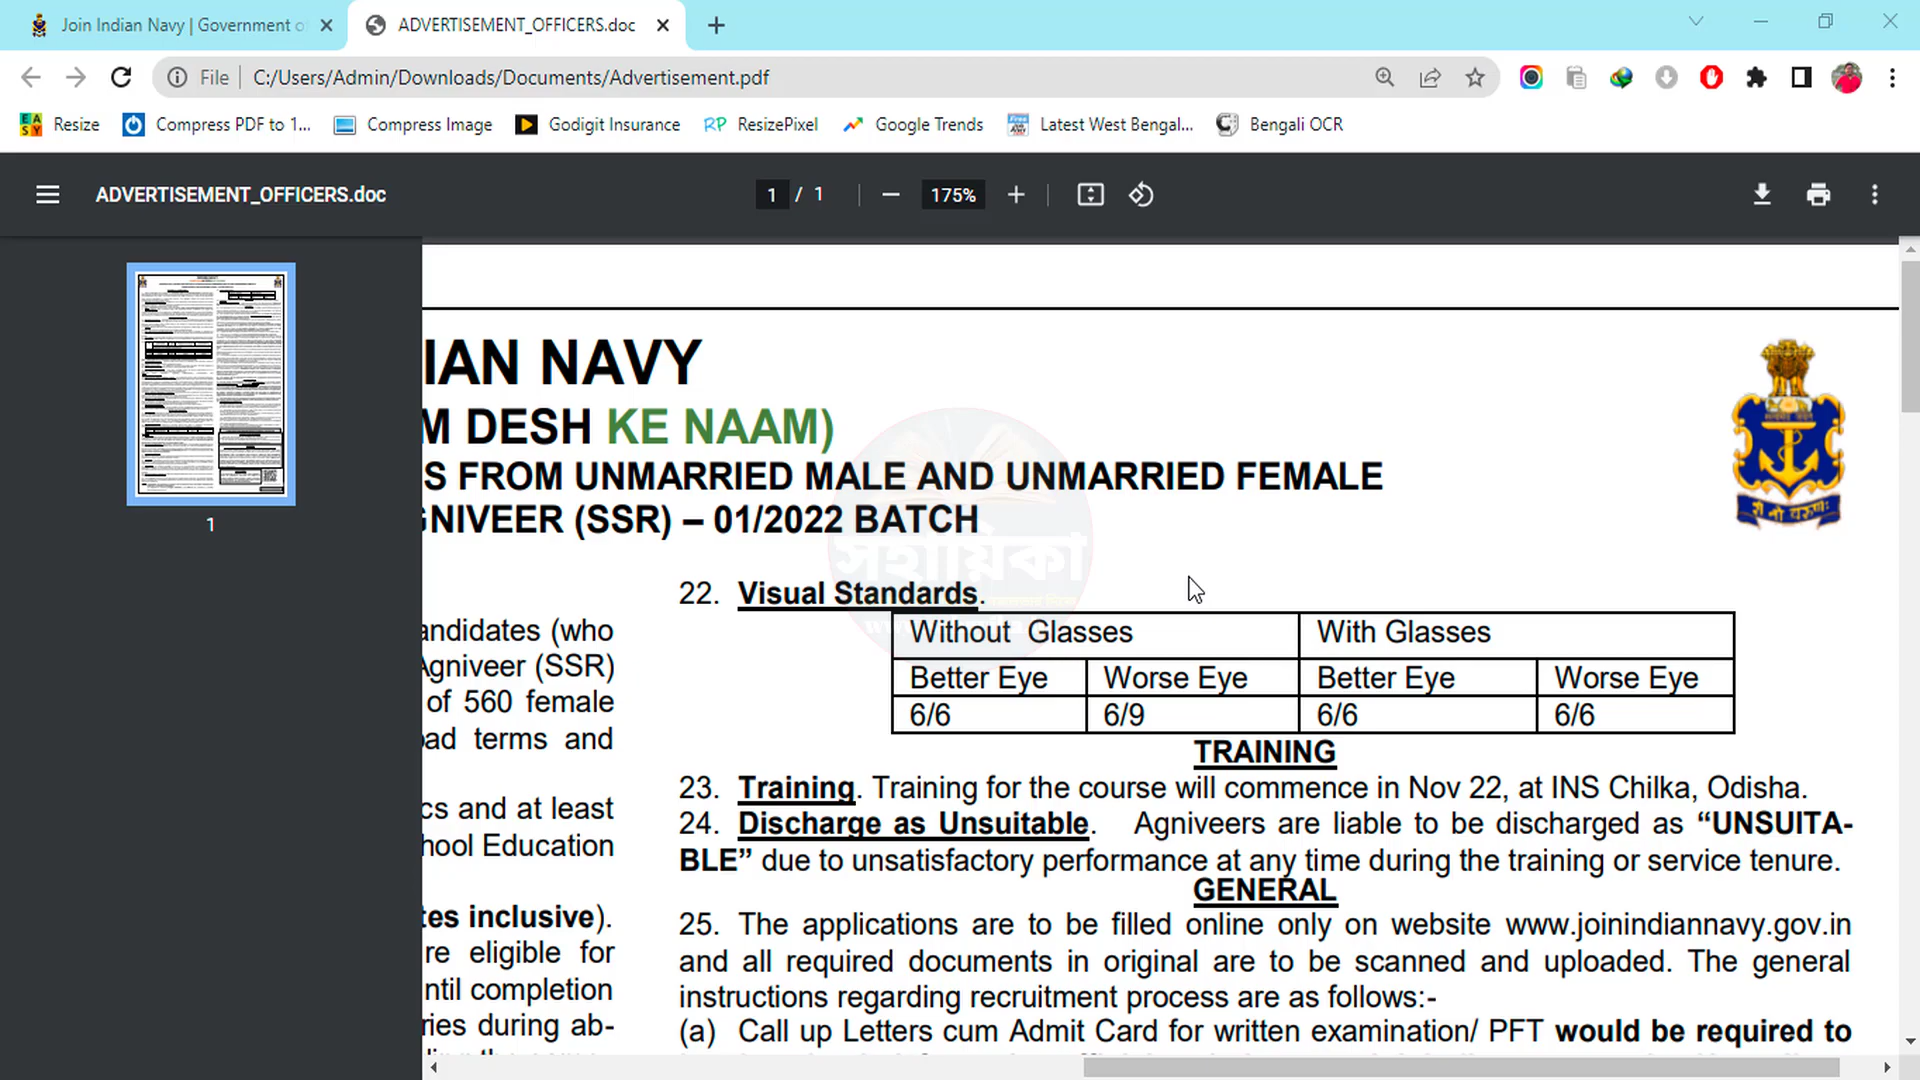 Join Indian Navy | Government o
ADVERTISEMENT_OFFICERS.doc
File
C:/Users/Admin/Downloads/Documents/Advertisement.pdf
Resize
Compress PDF to 1...
Compress Image
Godigit Insurance
RP ResizePixel
Google Trends
Latest West Bengal...
Bengali OCR
ADVERTISEMENT_OFFICERS.doc
1 / 1
175%
1
IAN NAVY
M DESH KE NAAM)
S FROM UNMARRIED MALE AND UNMARRIED FEMALE
GNIVEER (SSR) – 01/2022 BATCH
সহায়িকা
andidates (who
Agniveer (SSR)
of 560 female
ad terms and
cs and at least
hool Education
tes inclusive).
re eligible for
ntil completion
ries during ab-
22. Visual Standards.
Without Glasses With Glasses
Better Eye Worse Eye Better Eye Worse Eye
6/6 6/9 6/6 6/6
TRAINING
23. Training. Training for the course will commence in Nov 22, at INS Chilka, Odisha.
24. Discharge as Unsuitable. Agniveers are liable to be discharged as “UNSUITA-
BLE” due to unsatisfactory performance at any time during the training or service tenure.
GENERAL
25. The applications are to be filled online only on website www.joinindiannavy.gov.in
and all required documents in original are to be scanned and uploaded. The general
instructions regarding recruitment process are as follows:-
(a) Call up Letters cum Admit Card for written examination/ PFT would be required to